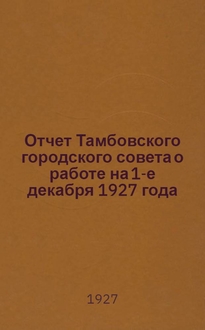 Отчет Тамбовского
городского совета о
работе на 1-е
декабря 1927 года
1927